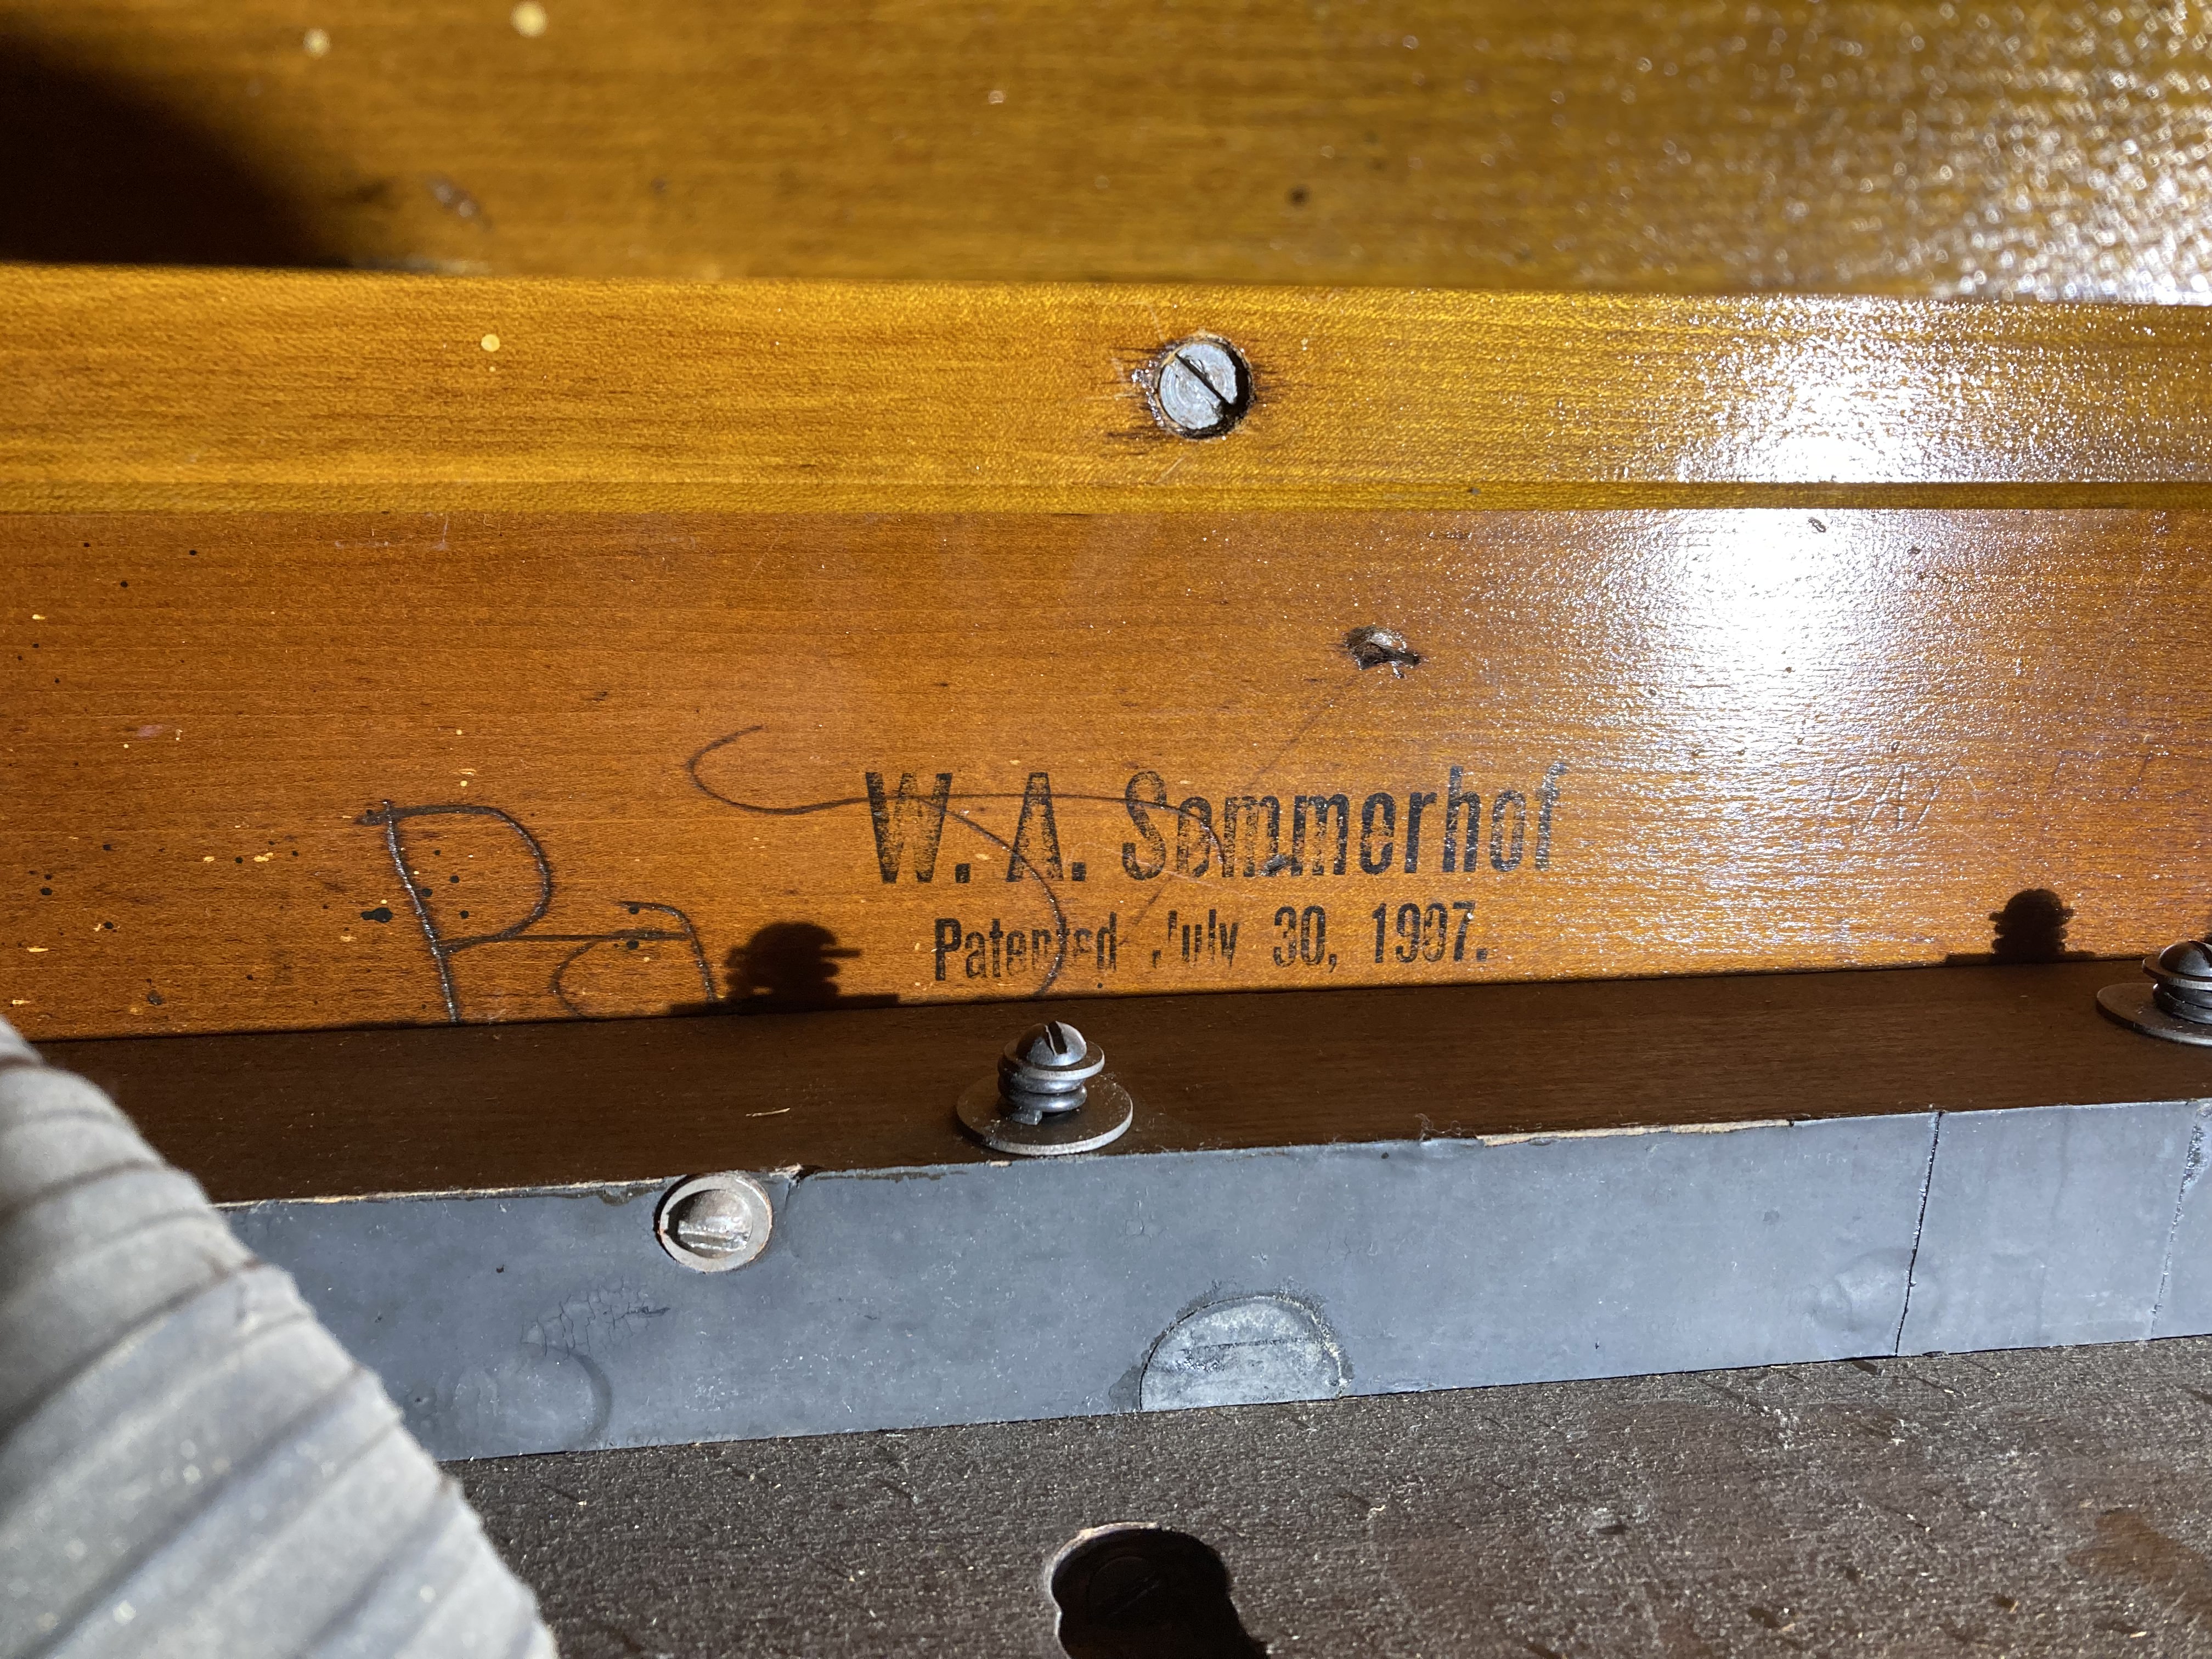 W. A. Sommerhof
Patented July 30, 1907.